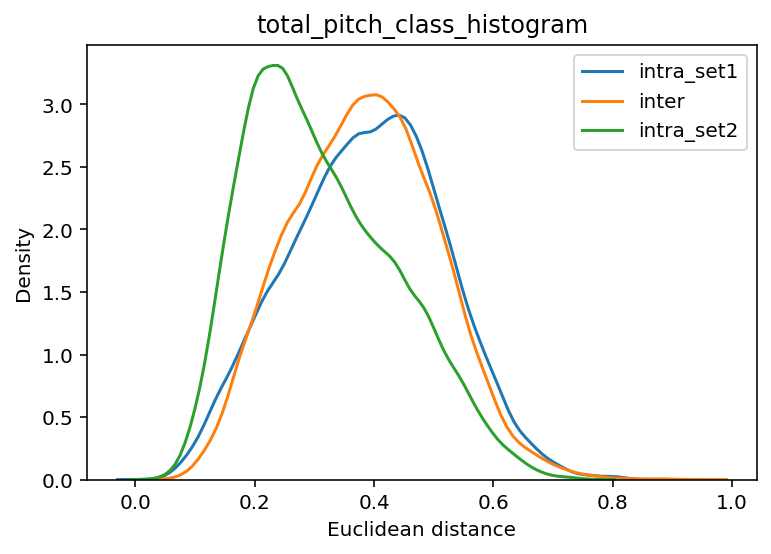 total_pitch_class_histogram
intra_set1
inter
intra_set2
Density
3.0
2.5
2.0
1.5
1.0
0.5
0.0
0.0 0.2 0.4 0.6 0.8 1.0
Euclidean distance